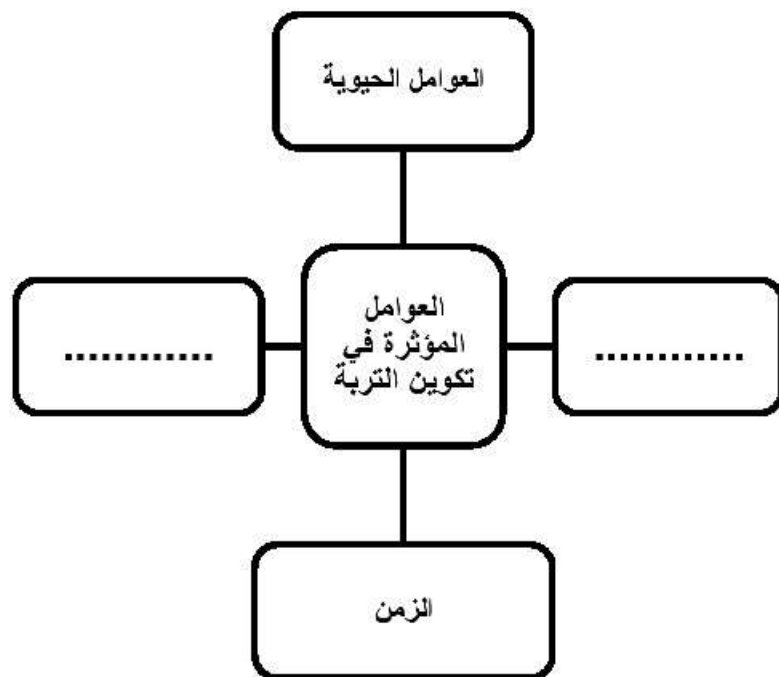 العوامل الحيوية
العوامل
المؤثرة في
تكوين التربة
............
............
الزمن